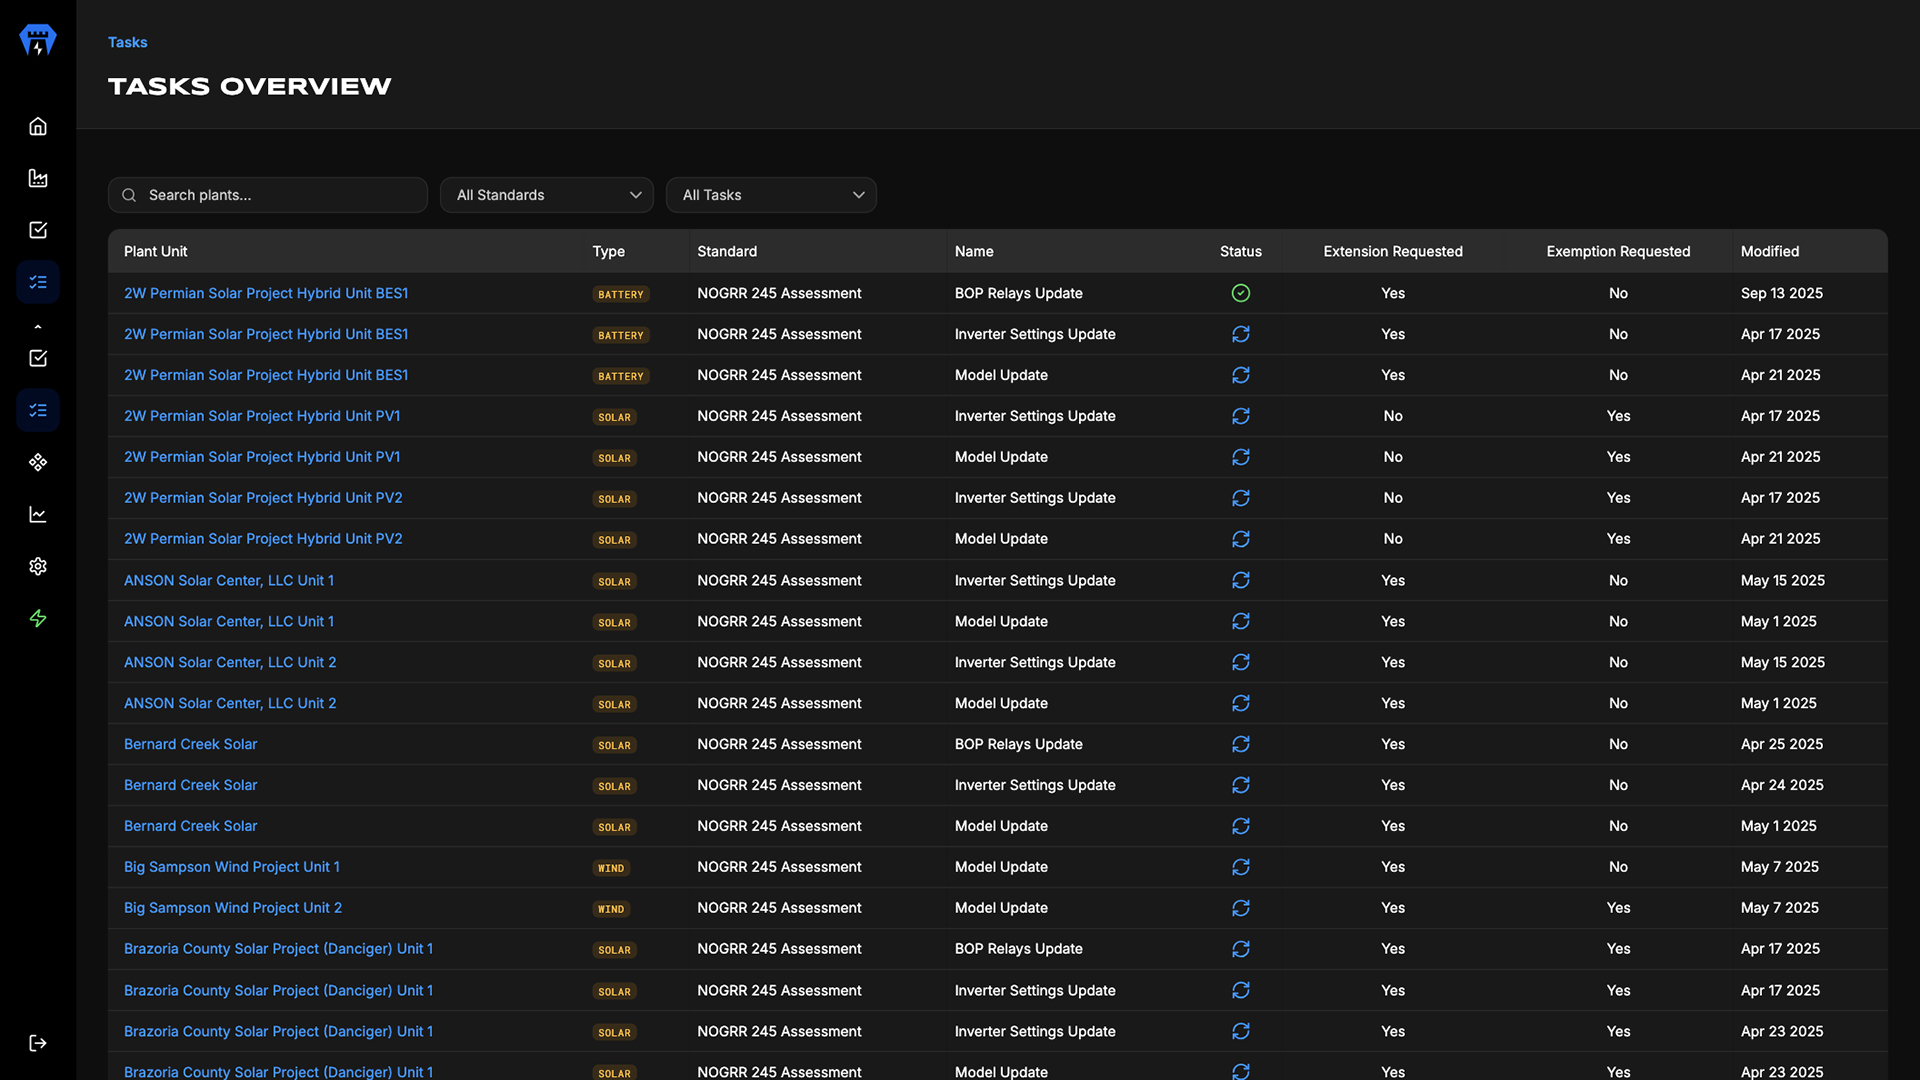 Tasks
TASKS OVERVIEW
Search plants... All Standards All Tasks
Plant Unit Type Standard Name Status Extension Requested Exemption Requested Modified
2W Permian Solar Project Hybrid Unit BES1 BATTERY NOGRR 245 Assessment BOP Relays Update Yes No Sep 13 2025
2W Permian Solar Project Hybrid Unit BES1 BATTERY NOGRR 245 Assessment Inverter Settings Update Yes No Apr 17 2025
2W Permian Solar Project Hybrid Unit BES1 BATTERY NOGRR 245 Assessment Model Update Yes No Apr 21 2025
2W Permian Solar Project Hybrid Unit PV1 SOLAR NOGRR 245 Assessment Inverter Settings Update No Yes Apr 17 2025
2W Permian Solar Project Hybrid Unit PV1 SOLAR NOGRR 245 Assessment Model Update No Yes Apr 21 2025
2W Permian Solar Project Hybrid Unit PV2 SOLAR NOGRR 245 Assessment Inverter Settings Update No Yes Apr 17 2025
2W Permian Solar Project Hybrid Unit PV2 SOLAR NOGRR 245 Assessment Model Update No Yes Apr 21 2025
ANSON Solar Center, LLC Unit 1 SOLAR NOGRR 245 Assessment Inverter Settings Update Yes No May 15 2025
ANSON Solar Center, LLC Unit 1 SOLAR NOGRR 245 Assessment Model Update Yes No May 1 2025
ANSON Solar Center, LLC Unit 2 SOLAR NOGRR 245 Assessment Inverter Settings Update Yes No May 15 2025
ANSON Solar Center, LLC Unit 2 SOLAR NOGRR 245 Assessment Model Update Yes No May 1 2025
Bernard Creek Solar SOLAR NOGRR 245 Assessment BOP Relays Update Yes No Apr 25 2025
Bernard Creek Solar SOLAR NOGRR 245 Assessment Inverter Settings Update Yes No Apr 24 2025
Bernard Creek Solar SOLAR NOGRR 245 Assessment Model Update Yes No May 1 2025
Big Sampson Wind Project Unit 1 WIND NOGRR 245 Assessment Model Update Yes No May 7 2025
Big Sampson Wind Project Unit 2 WIND NOGRR 245 Assessment Model Update Yes Yes May 7 2025
Brazoria County Solar Project (Danciger) Unit 1 SOLAR NOGRR 245 Assessment BOP Relays Update Yes Yes Apr 17 2025
Brazoria County Solar Project (Danciger) Unit 1 SOLAR NOGRR 245 Assessment Inverter Settings Update Yes Yes Apr 17 2025
Brazoria County Solar Project (Danciger) Unit 1 SOLAR NOGRR 245 Assessment Inverter Settings Update Yes Yes Apr 23 2025
Brazoria County Solar Project (Danciger) Unit 1 SOLAR NOGRR 245 Assessment Model Update Yes Yes Apr 23 2025